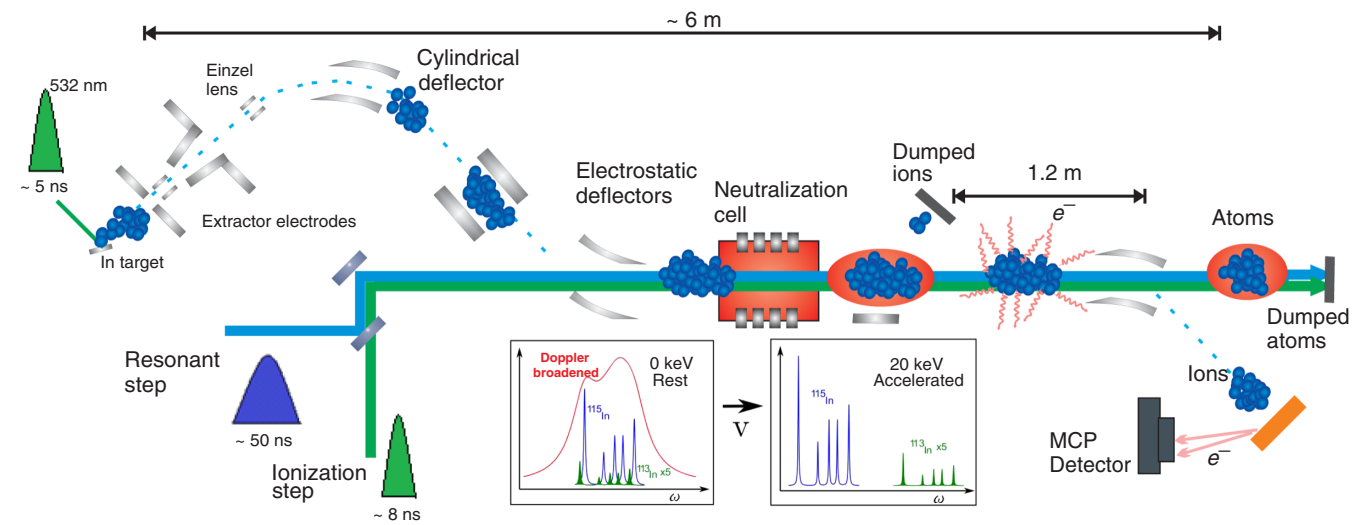 ~ 6 m
532 nm
~ 5 ns
In target
Einzel
lens
Extractor electrodes
Cylindrical
deflector
Electrostatic
deflectors
Neutralization
cell
Dumped
ions
1.2 m
e−
Atoms
Dumped
atoms
Resonant
step
~ 50 ns
Ionization
step
~ 8 ns
Doppler
broadened
0 keV
Rest
115In
113In x5
ω
V
20 keV
Accelerated
115In
113In x5
ω
Ions
MCP
Detector
e−